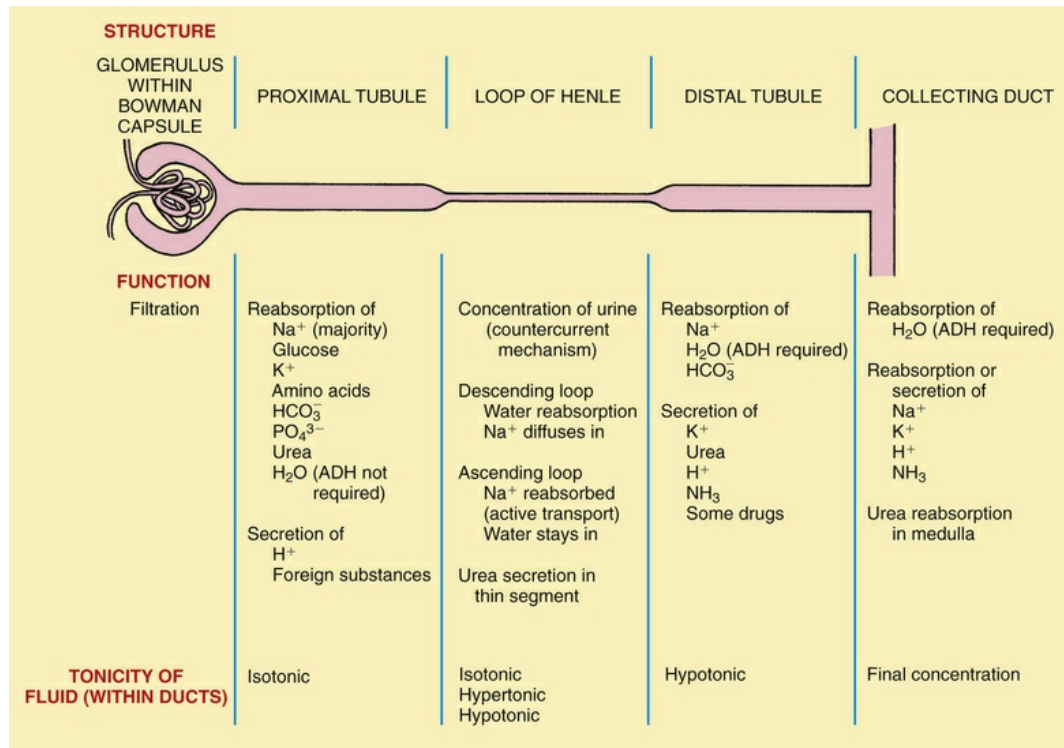 STRUCTURE
GLOMERULUS
WITHIN
BOWMAN
CAPSULE
PROXIMAL TUBULE
LOOP OF HENLE
DISTAL TUBULE
COLLECTING DUCT
FUNCTION
Filtration
Reabsorption of
Na⁺ (majority)
Glucose
K⁺
Amino acids
HCO₃⁻
PO₄³⁻
Urea
H₂O (ADH not
required)
Secretion of
H⁺
Foreign substances
Concentration of urine
(countercurrent
mechanism)
Descending loop
Water reabsorption
Na⁺ diffuses in
Ascending loop
Na⁺ reabsorbed
(active transport)
Water stays in
Urea secretion in
thin segment
Reabsorption of
Na⁺
H₂O (ADH required)
HCO₃⁻
Secretion of
K⁺
Urea
H⁺
NH₃
Some drugs
Reabsorption of
H₂O (ADH required)
Reabsorption or
secretion of
Na⁺
K⁺
H⁺
NH₃
Urea reabsorption
in medulla
TONICITY OF
FLUID (WITHIN DUCTS)
Isotonic
Isotonic
Hypertonic
Hypotonic
Hypotonic
Final concentration